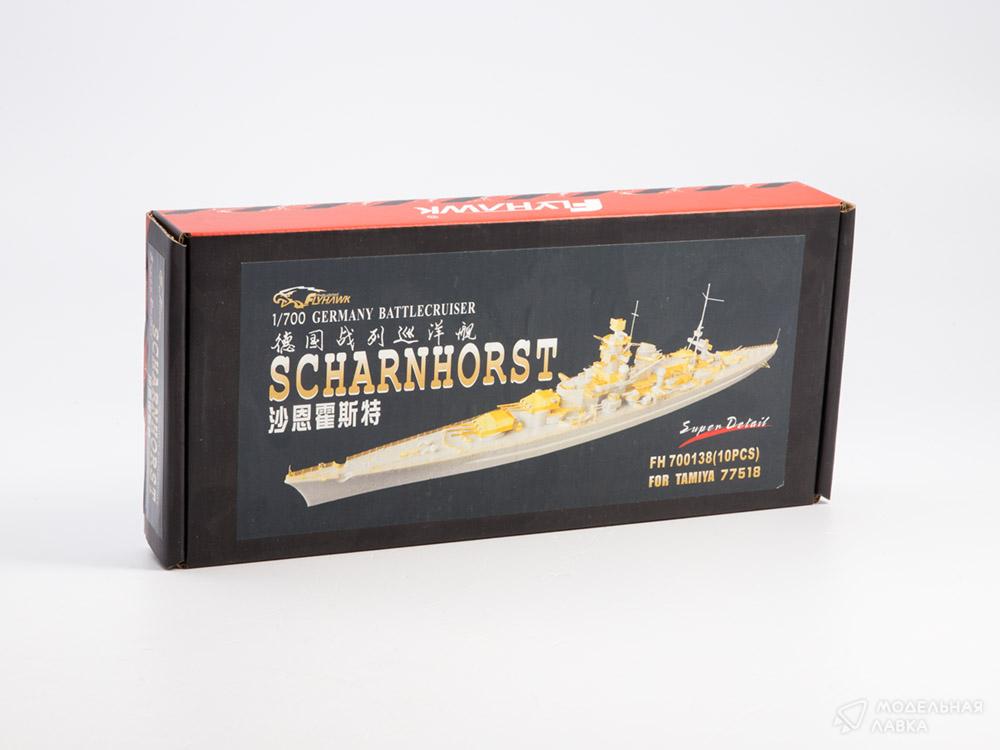 FLYHAWK®
FLYHAWK
1/700 GERMANY BATTLECRUISER
德国战列巡洋舰
SCHARNHORST
沙恩霍斯特
Super Detail
FH 700138(10PCS)
FOR TAMIYA 77518
SCHARNHORST
МОДЕЛЬНАЯ
ЛАВКА